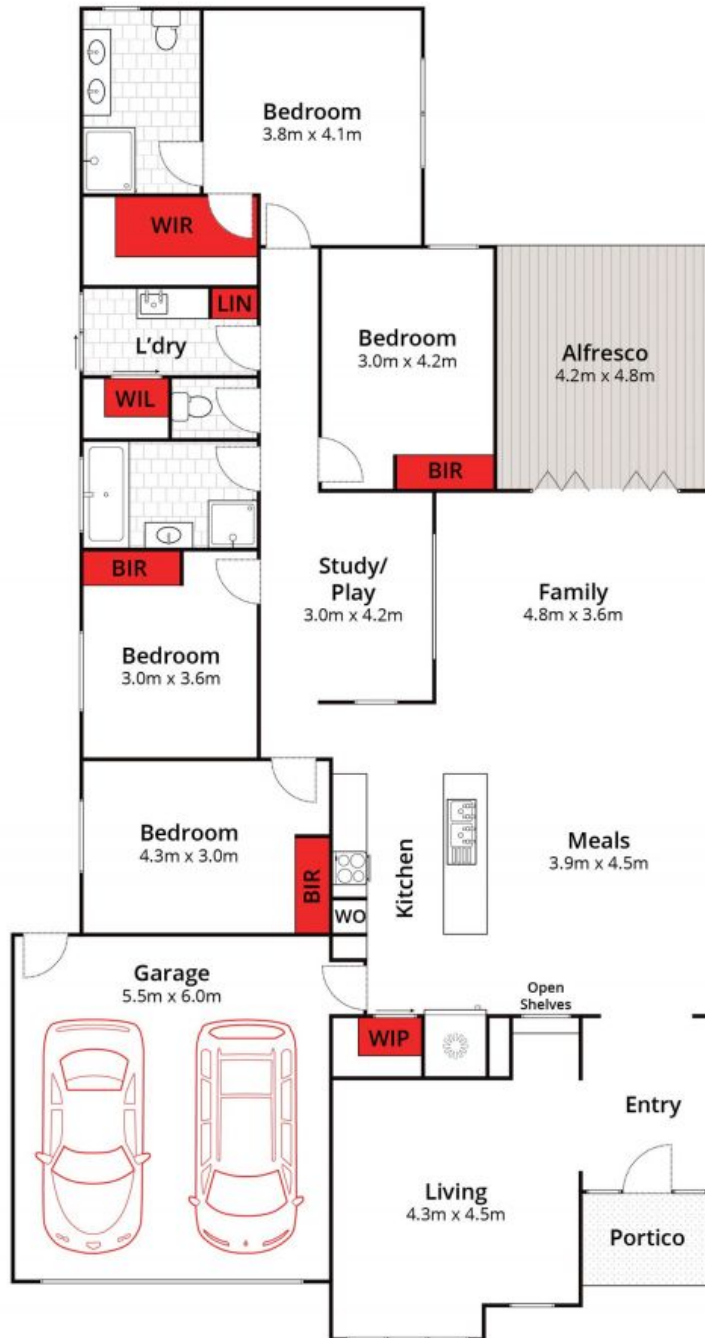 Bedroom
3.8m x 4.1m
WIR
LIN
L'dry
Bedroom
3.0m x 4.2m
Alfresco
4.2m x 4.8m
WIL
BIR
BIR
Study/
Play
3.0m x 4.2m
Family
4.8m x 3.6m
Bedroom
3.0m x 3.6m
Bedroom
4.3m x 3.0m
BIR
WO
Kitchen
Meals
3.9m x 4.5m
Garage
5.5m x 6.0m
Open
Shelves
WIP
Entry
Living
4.3m x 4.5m
Portico